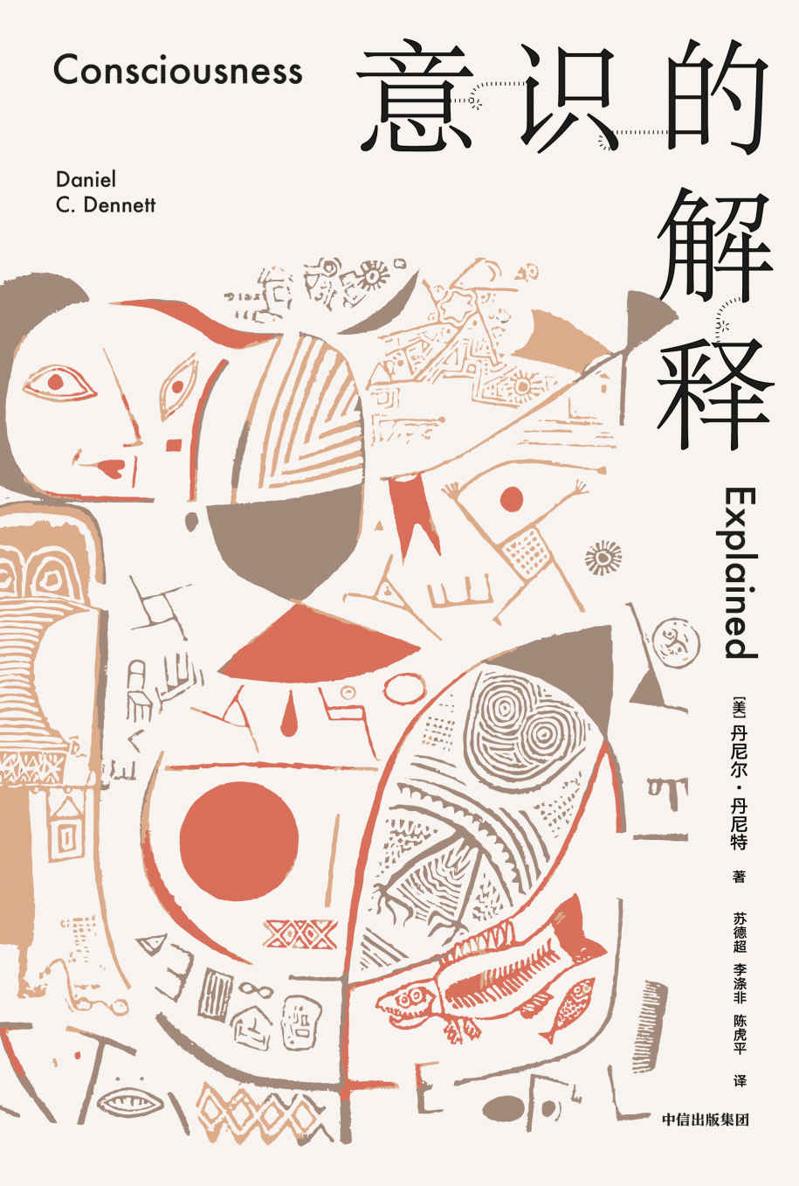 Consciousness
意识的
解
释
Daniel
C. Dennett
Explained
[美]丹尼尔·丹尼特 著
苏德超 李涤非 陈虎平 译
中信出版集团